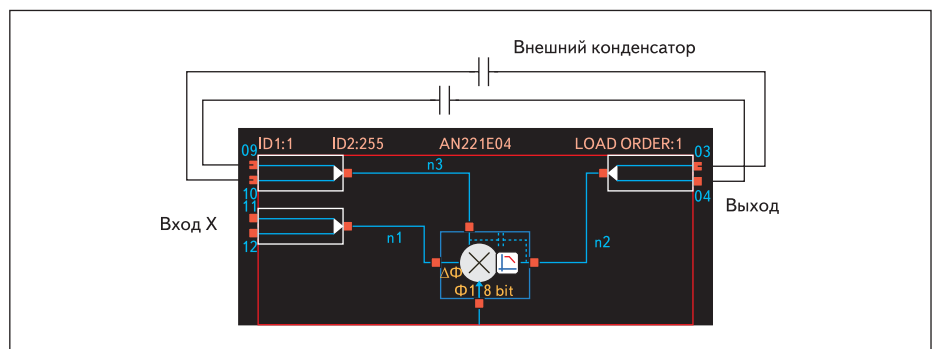 Внешний конденсатор
ID1:1 ID2:255 AN221E04 LOAD ORDER:1
09
03
n3
10
04
11
Выход
Вход X
n1
n2
12
ΔΦ
Φ1 8 bit